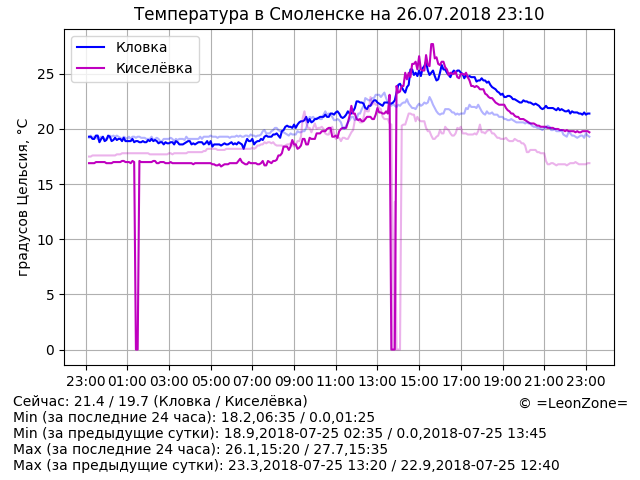 Температура в Смоленске на 26.07.2018 23:10
Кловка
Киселёвка
градусов Цельсия, °C
25
20
15
10
5
0
23:00 01:00 03:00 05:00 07:00 09:00 11:00 13:00 15:00 17:00 19:00 21:00 23:00
Сейчас: 21.4 / 19.7 (Кловка / Киселёвка)
© =LeonZone=
Min (за последние 24 часа): 18.2,06:35 / 0.0,01:25
Min (за предыдущие сутки): 18.9,2018-07-25 02:35 / 0.0,2018-07-25 13:45
Max (за последние 24 часа): 26.1,15:20 / 27.7,15:35
Max (за предыдущие сутки): 23.3,2018-07-25 13:20 / 22.9,2018-07-25 12:40